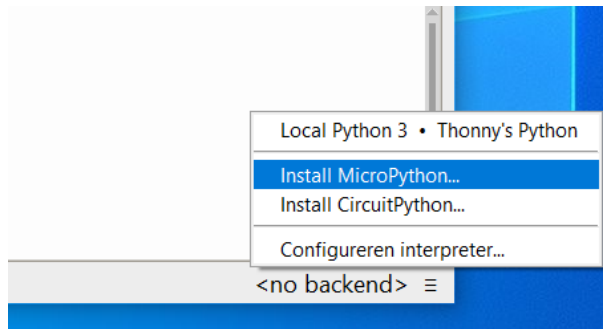 Local Python 3 • Thonny's Python
Install MicroPython...
Install CircuitPython...
Configureren interpreter...
<no backend> ☰